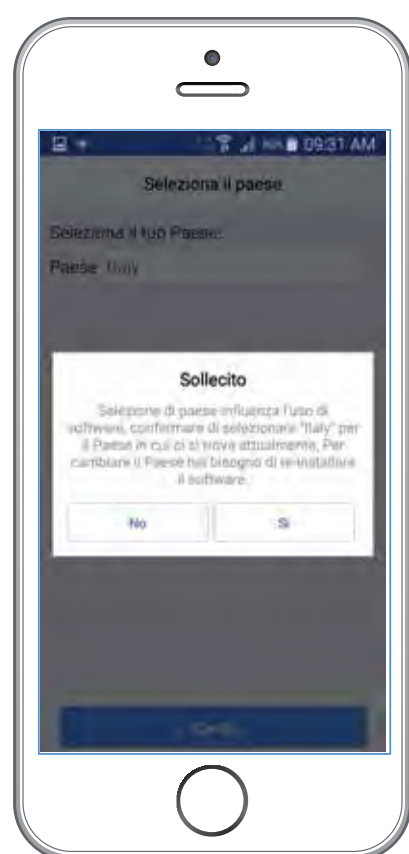 09:31 AM
Seleziona il paese
Seleziona il tuo Paese:
Paese Italy
Sollecito
Selezione di paese influenza l'uso di
software, confermare di selezionare "Italy" per
il Paese in cui ci si trova attualmente, Per
cambiare il Paese hai bisogno di re-installare
il software.
No Si